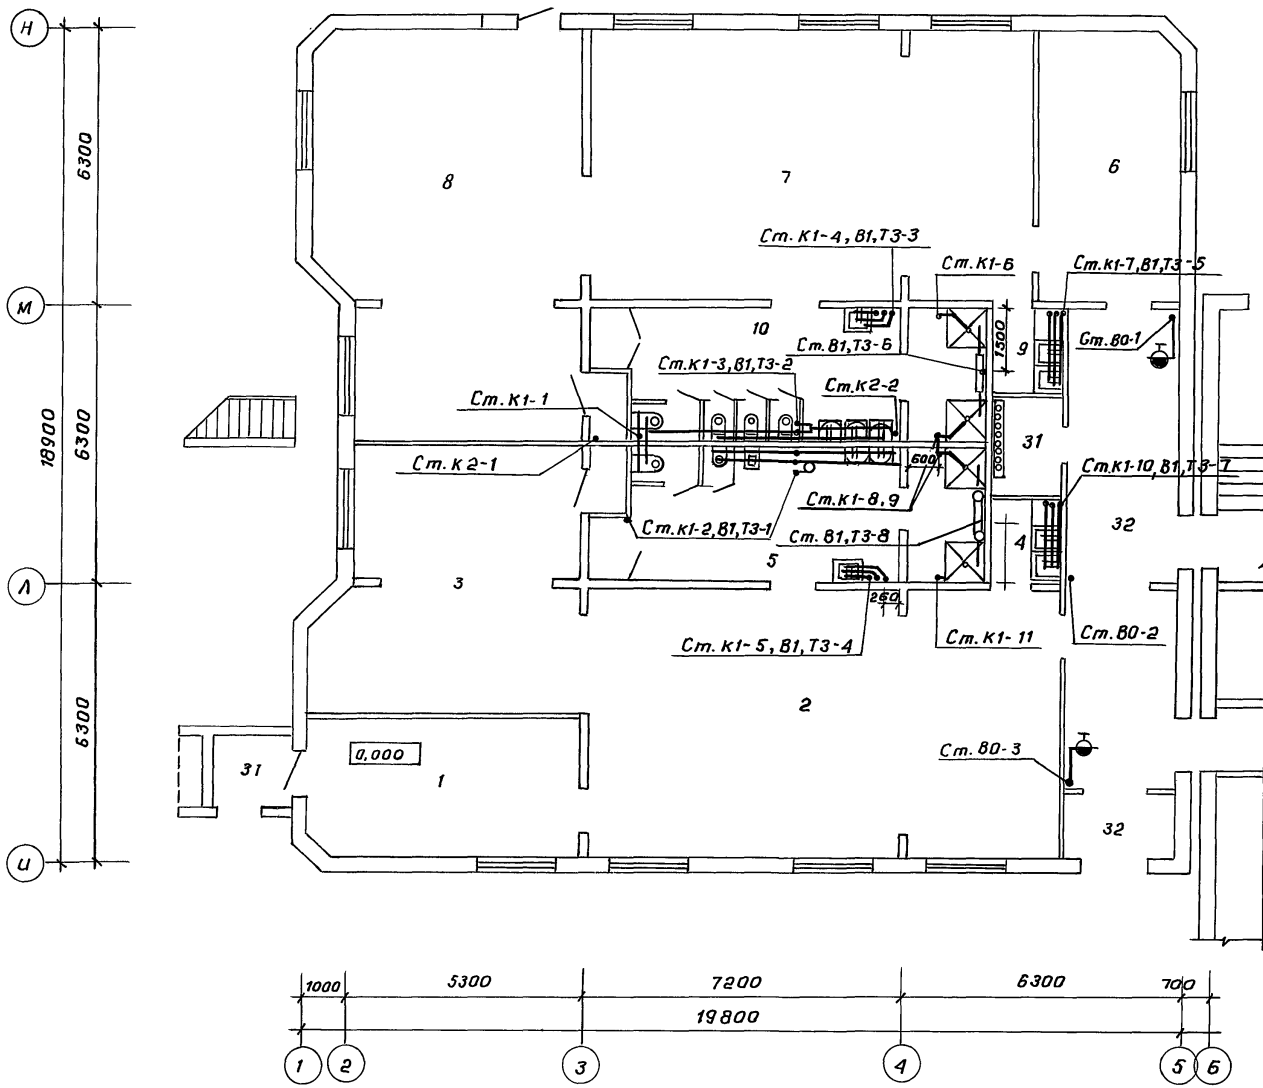 Н
6300
8
7
6
Ст. К1-4, В1, Т3-3
Ст. К1-6
Ст. К1-7, В1, Т3-5
М
10
1500
9
Ст. В0-1
Ст. В1, Т3-6
Ст. К1-3, В1, Т3-2
Ст. К2-2
Ст. К1-1
18900
6300
31
Ст. К2-1
600
Ст. К1-10, В1, Т3-7
Ст. К1-8, 9
Ст. К1-2, В1, Т3-1
Ст. В1, Т3-8
32
4
5
3
Л
260
Ст. К1-5, В1, Т3-4
Ст. К1-11
Ст. В0-2
2
6300
0,000
31
1
Ст. В0-3
32
И
1000
5300
7200
6300
700
19800
1
2
3
4
5
6